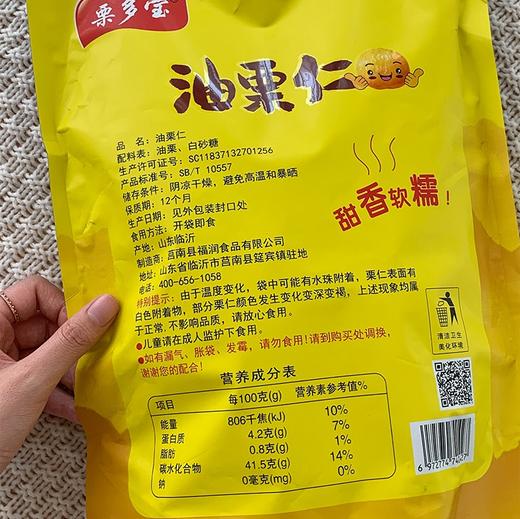 栗多宝
油栗仁
品 名：油栗仁
配料表：油栗、白砂糖
生产许可证号：SC11837132701256
产品标准号：SB/T 10557
储存条件：阴凉干燥，避免高温和暴晒
保质期：12个月
生产日期：见外包装封口处
食用方法：开袋即食
产地：山东临沂
制造商：莒南县福润食品有限公司
地址：山东省临沂市莒南县筵宾镇驻地
电话：400-656-1058
甜香软糯！
特别提示：由于温度变化，袋中可能有水珠附着，栗仁表面有
白色附着物，部分栗仁颜色发生变化变深变褐，上述现象均属
于正常，不影响品质，请放心食用。
●儿童请在成人监护下食用。
●如有漏气、胀袋、发霉，请勿食用！请到购买处调换，
谢谢您的配合！
清洁卫生
美化环境
营养成分表
项目 每100克(g) 营养素参考值%
能量 806千焦(kJ) 10%
蛋白质 4.2克(g) 7%
脂肪 0.8克(g) 1%
碳水化合物 41.5克(g) 14%
钠 0毫克(mg) 0%